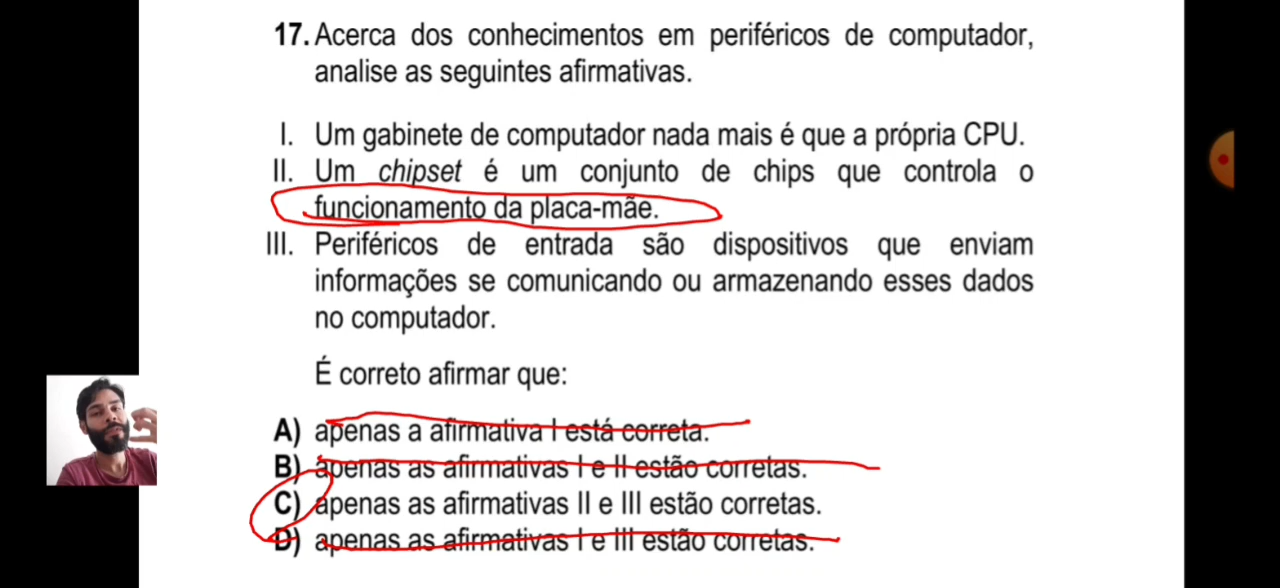 17. Acerca dos conhecimentos em periféricos de computador,
analise as seguintes afirmativas.
I. Um gabinete de computador nada mais é que a própria CPU.
II. Um chipset é um conjunto de chips que controla o
funcionamento da placa-mãe.
III. Periféricos de entrada são dispositivos que enviam
informações se comunicando ou armazenando esses dados
no computador.
É correto afirmar que:
A) apenas a afirmativa I está correta.
B) apenas as afirmativas I e II estão corretas.
C) apenas as afirmativas II e III estão corretas.
D) apenas as afirmativas I e III estão corretas.